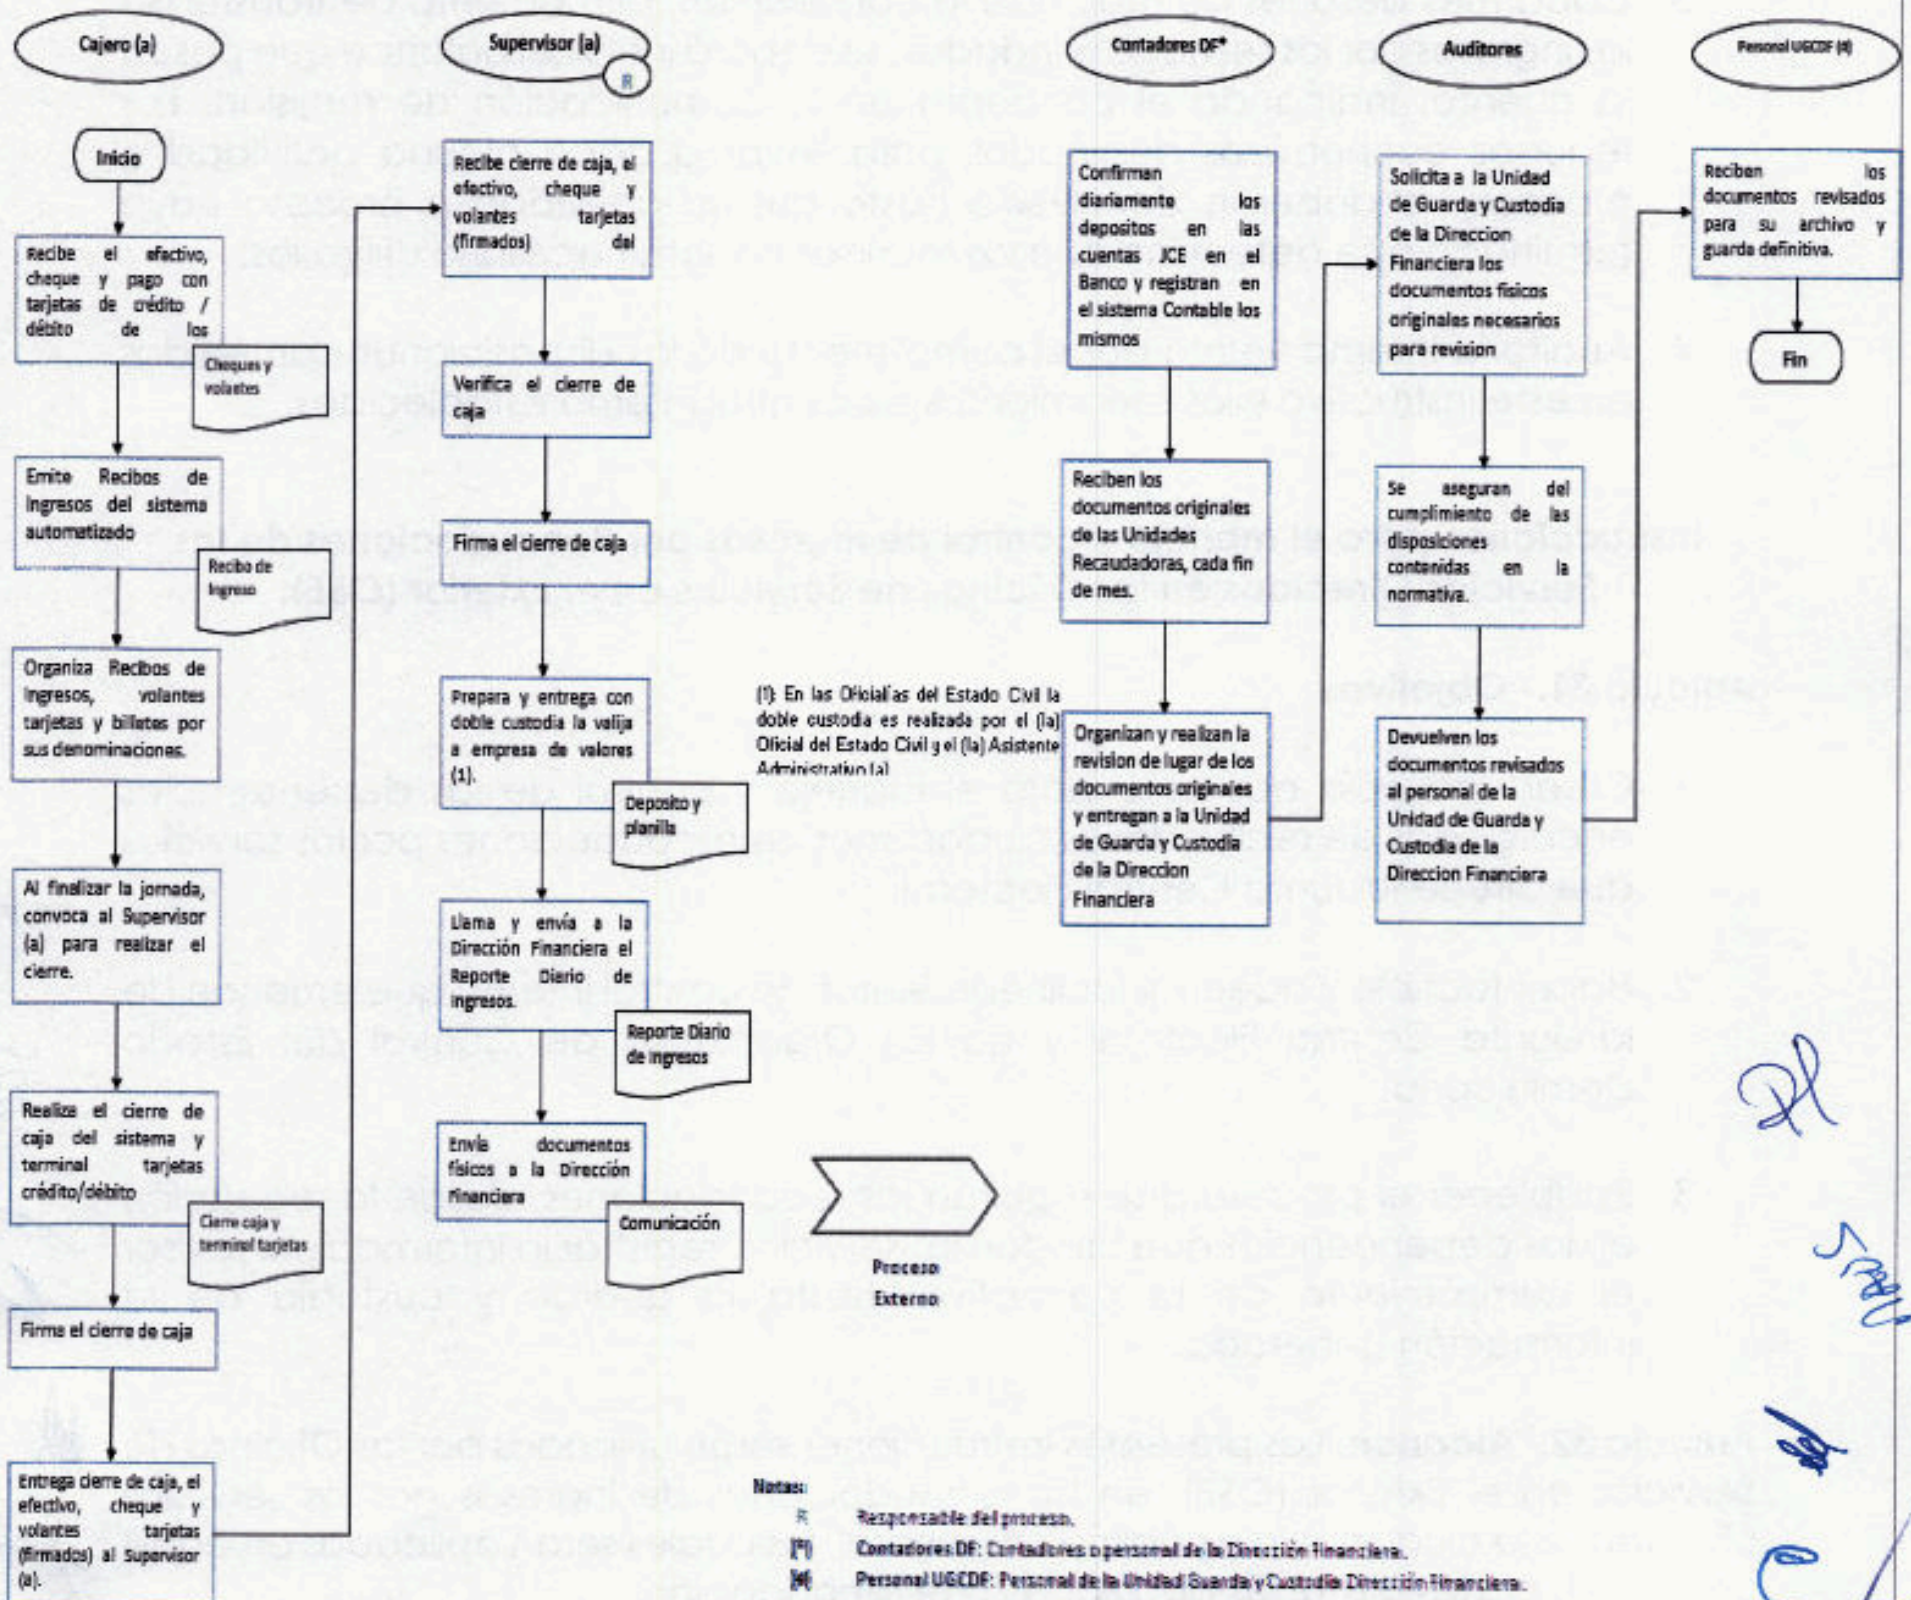 Cajero (a)
Inicio
Recibe el efectivo,
cheque y pago con
tarjetas de crédito /
débito de los
Cheques y
volantes
Emite Recibos de
Ingresos del sistema
automatizado
Recibo de
Ingreso
Organiza Recibos de
Ingresos, volantes
tarjetas y billetes por
sus denominaciones.
Al finalizar la jornada,
convoca al Supervisor
(a) para realizar el
cierre.
Realiza el cierre de
caja del sistema y
terminal tarjetas
crédito/débito
Cierre caja y
terminal tarjetas
Firma el cierre de caja
Entrega cierre de caja, el
efectivo, cheque y
volantes tarjetas
(firmados) al Supervisor
(a).
Supervisor (a)
R
Recibe cierre de caja, el
efectivo, cheque y
volantes tarjetas
(firmados) del
Verifica el cierre de
caja
Firma el cierre de caja
Prepara y entrega con
doble custodia la valija
a empresa de valores
(1).
Deposito y
planilla
Llama y envía a la
Dirección Financiera el
Reporte Diario de
Ingresos.
Reporte Diario
de Ingresos
Envía documentos
físicos a la Dirección
Financiera
Comunicación
(1): En las Oficialías del Estado Civil la
doble custodia es realizada por el (la)
Oficial del Estado Civil y el (la) Asistente
Administrativo (a)
Proceso
Externo
Contadores DF*
Confirman
diariamente los
depositos en las
cuentas JCE en el
Banco y registran en
el sistema Contable los
mismos
Reciben los
documentos originales
de las Unidades
Recaudadoras, cada fin
de mes.
Organizan y realizan la
revision de lugar de los
documentos originales
y entregan a la Unidad
de Guarda y Custodia
de la Direccion
Financiera
Auditores
Solicita a la Unidad
de Guarda y Custodia
de la Direccion
Financiera los
documentos físicos
originales necesarios
para revision
Se aseguran del
cumplimiento de las
disposiciones
contenidas en la
normativa.
Devuelven los
documentos revisados
al personal de la
Unidad de Guarda y
Custodia de la
Direccion Financiera
Personal UGCDF (#)
Reciben los
documentos revisados
para su archivo y
guarda definitiva.
Fin
Notas:
R Responsable del proceso.
(*) Contadores DF: Contadores o personal de la Dirección Financiera.
(#) Personal UGCDF: Personal de la Unidad Guarda y Custodia Dirección Financiera.